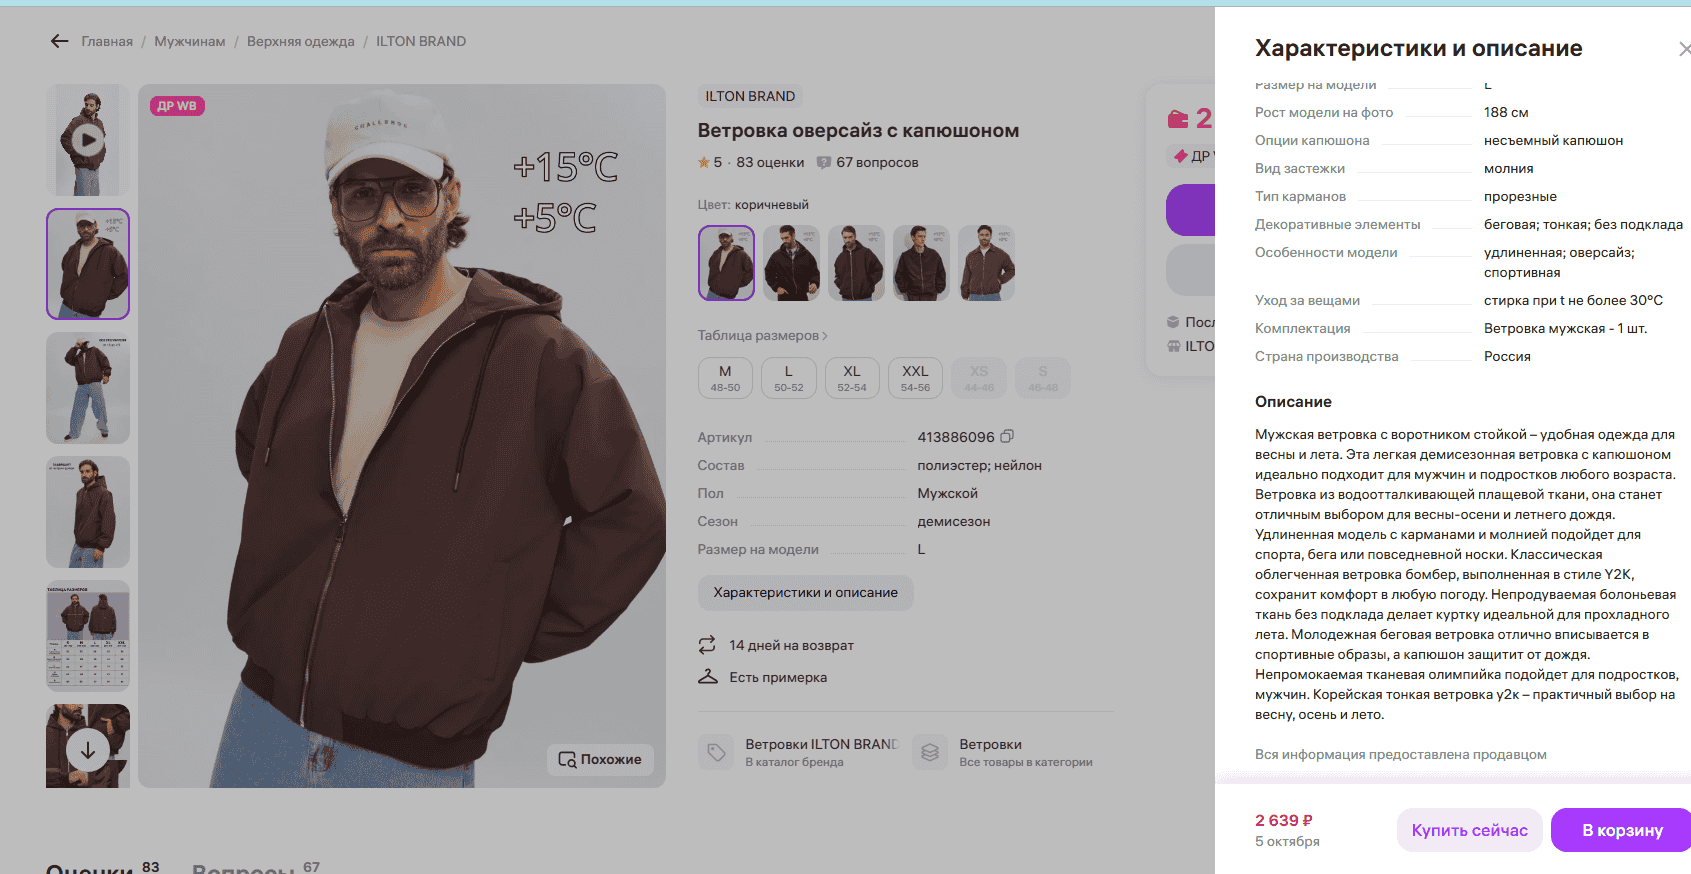 Главная / Мужчинам / Верхняя одежда / ILTON BRAND
ДР WB
CHALLENGE
+15°C
+5°C
Похожие
ILTON BRAND
Ветровка оверсайз с капюшоном
5 · 83 оценки 67 вопросов
Цвет: коричневый
Таблица размеров
M
48-50
L
50-52
XL
52-54
XXL
54-56
XS
44-46
S
46-48
Артикул 413886096
Состав полиэстер; нейлон
Пол Мужской
Сезон демисезон
Размер на модели L
Характеристики и описание
14 дней на возврат
Есть примерка
Ветровки ILTON BRAND
В каталог бренда
Ветровки
Все товары в категории
Оценки 83
Вопросы 67
2
ДР
ILTO
Характеристики и описание
Размер на модели L
Рост модели на фото 188 см
Опции капюшона несъемный капюшон
Вид застежки молния
Тип карманов прорезные
Декоративные элементы беговая; тонкая; без подклада
Особенности модели удлиненная; оверсайз;
спортивная
Уход за вещами стирка при t не более 30°C
Комплектация Ветровка мужская - 1 шт.
Страна производства Россия
Описание
Мужская ветровка с воротником стойкой – удобная одежда для
весны и лета. Эта легкая демисезонная ветровка с капюшоном
идеально подходит для мужчин и подростков любого возраста.
Ветровка из водоотталкивающей плащевой ткани, она станет
отличным выбором для весны-осени и летнего дождя.
Удлиненная модель с карманами и молнией подойдет для
спорта, бега или повседневной носки. Классическая
облегченная ветровка бомбер, выполненная в стиле Y2K,
сохранит комфорт в любую погоду. Непродуваемая болоньевая
ткань без подклада делает куртку идеальной для прохладного
лета. Молодежная беговая ветровка отлично вписывается в
спортивные образы, а капюшон защитит от дождя.
Непромокаемая тканевая олимпийка подойдет для подростков,
мужчин. Корейская тонкая ветровка у2к – практичный выбор на
весну, осень и лето.
Вся информация предоставлена продавцом
2 639 ₽
5 октября
Купить сейчас
В корзину